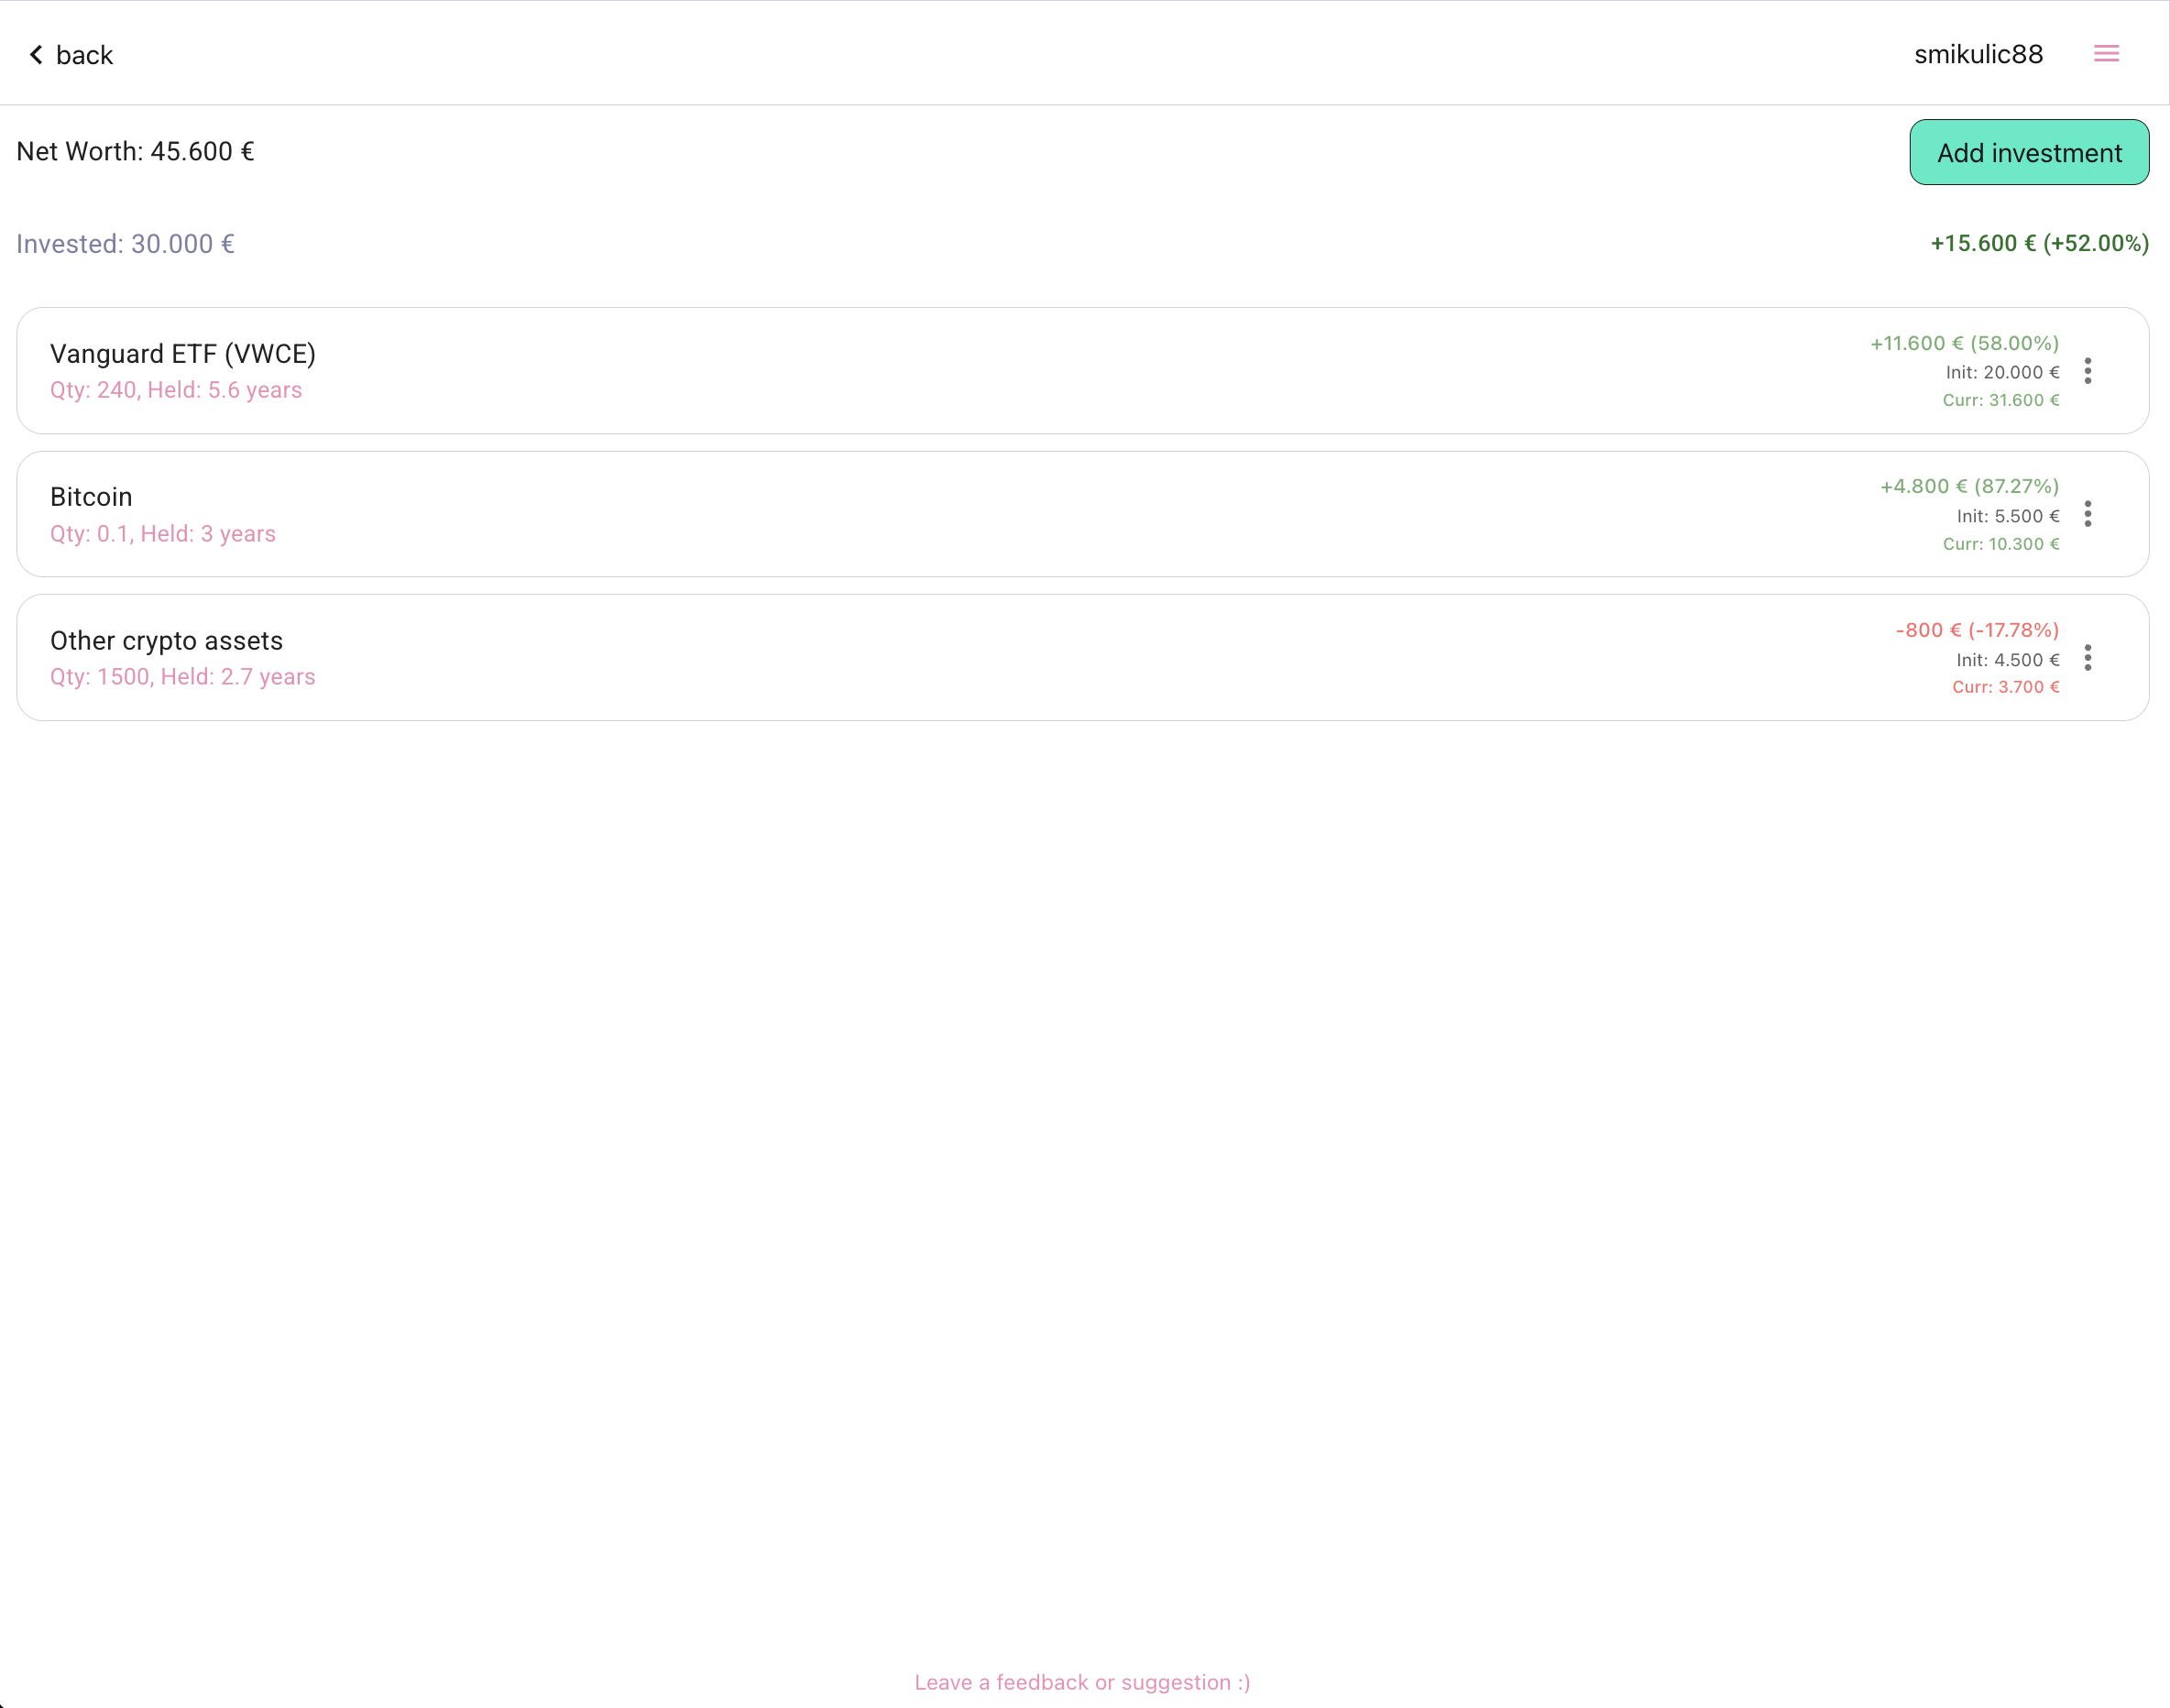 back
smikulic88
Net Worth: 45.600 €
Add investment
Invested: 30.000 €
+15.600 € (+52.00%)
Vanguard ETF (VWCE)
Qty: 240, Held: 5.6 years
+11.600 € (58.00%)
Init: 20.000 €
Curr: 31.600 €
Bitcoin
Qty: 0.1, Held: 3 years
+4.800 € (87.27%)
Init: 5.500 €
Curr: 10.300 €
Other crypto assets
Qty: 1500, Held: 2.7 years
-800 € (-17.78%)
Init: 4.500 €
Curr: 3.700 €
Leave a feedback or suggestion :)